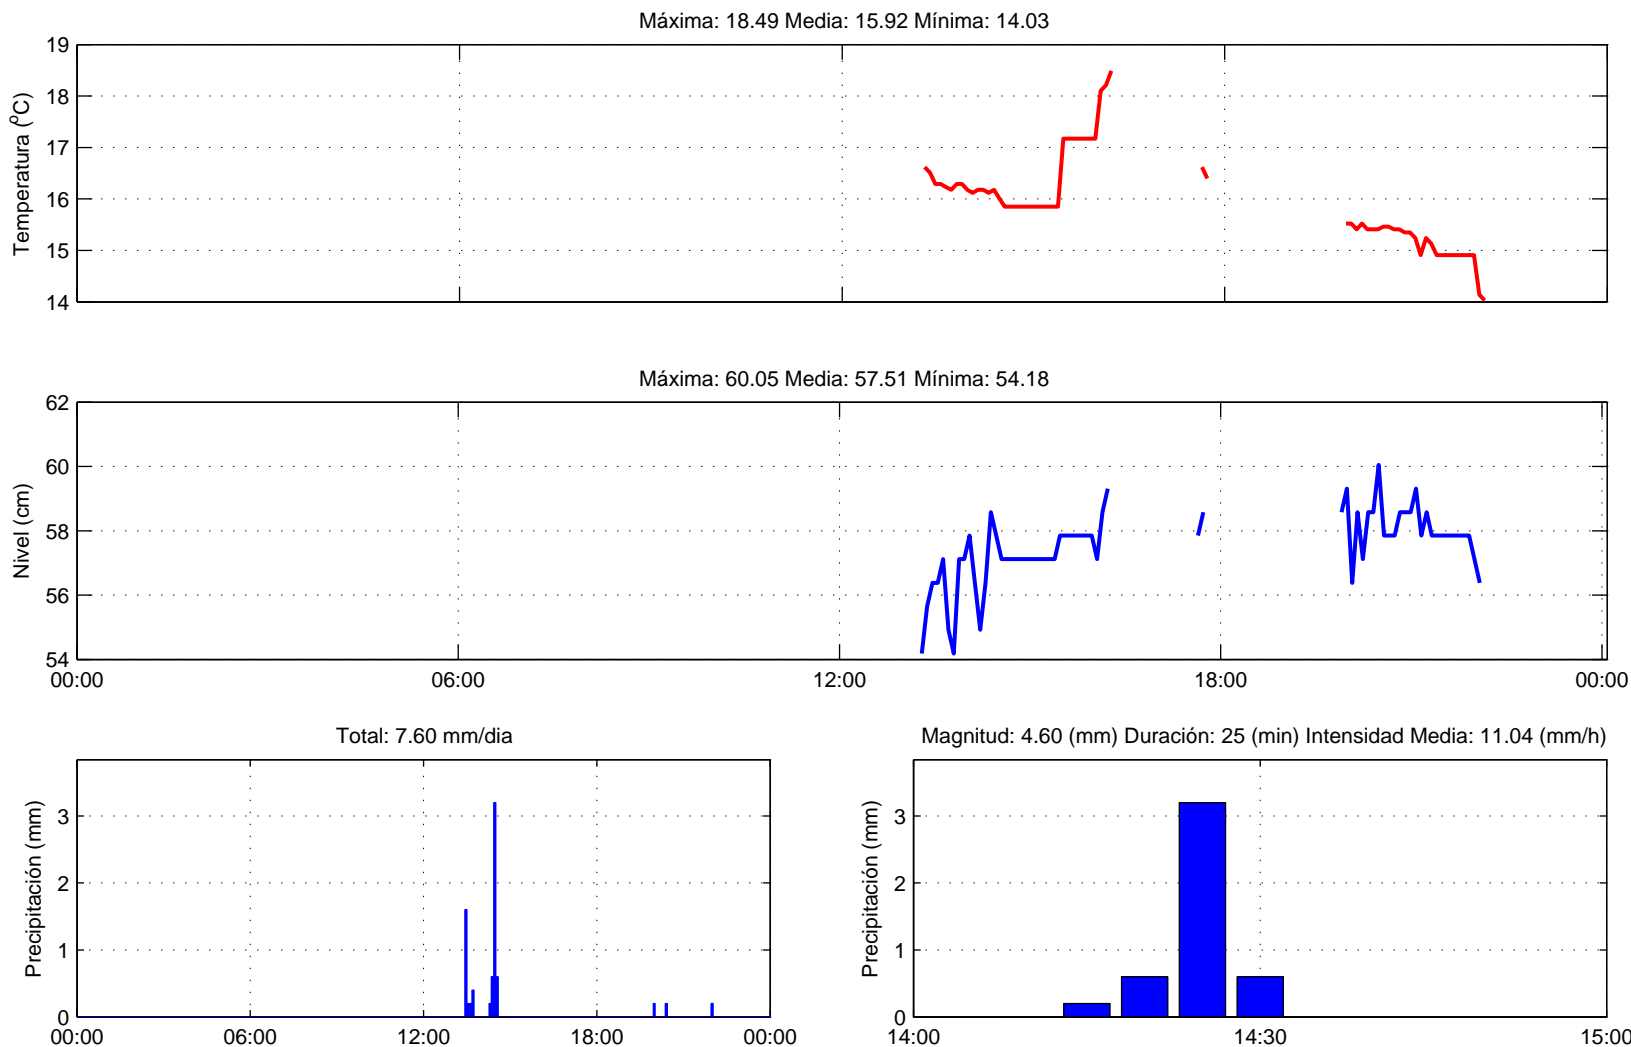 Máxima: 18.49 Media: 15.92 Mínima: 14.03
Temperatura (ºC)
19
18
17
16
15
14
Máxima: 60.05 Media: 57.51 Mínima: 54.18
Nivel (cm)
62
60
58
56
54
00:00 06:00 12:00 18:00 00:00
Total: 7.60 mm/dia
Precipitación (mm)
3
2
1
0
00:00 06:00 12:00 18:00 00:00
Magnitud: 4.60 (mm) Duración: 25 (min) Intensidad Media: 11.04 (mm/h)
Precipitación (mm)
3
2
1
0
14:00 14:30 15:00